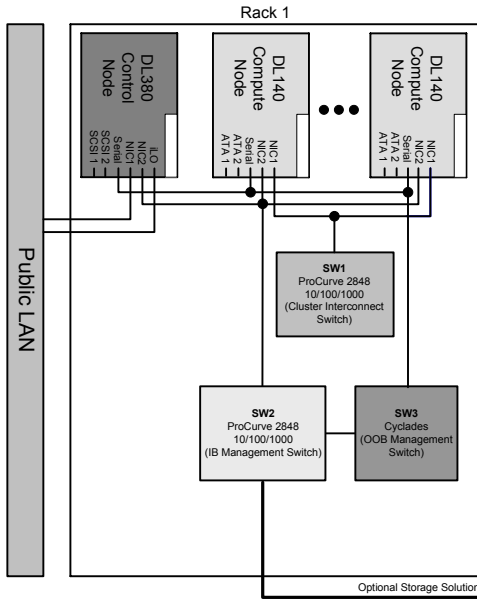 Rack 1
DL380
Control
Node
SCSI 1
SCSI 2
Serial
NIC1
NIC2
iLO
DL140
Compute
Node
ATA 1
ATA 2
Serial
NIC2
NIC1
DL140
Compute
Node
ATA 1
ATA 2
Serial
NIC2
NIC1
Public LAN
SW1
ProCurve 2848
10/100/1000
(Cluster Interconnect
Switch)
SW2
ProCurve 2848
10/100/1000
(IB Management Switch)
SW3
Cyclades
(OOB Management
Switch)
Optional Storage Solution